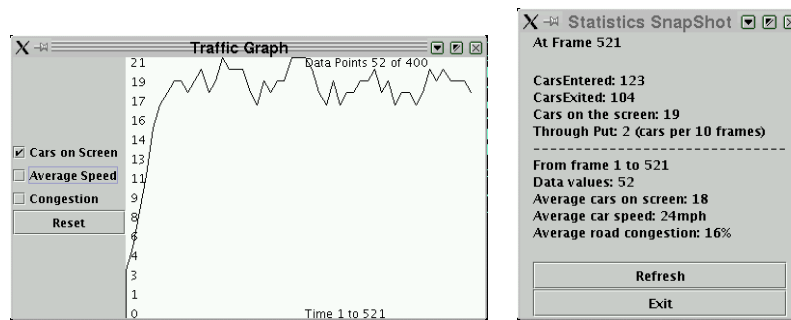 Traffic Graph
21
Data Points 52 of 400
19
17
16
14
13
11
9
8
6
4
3
1
0
Time 1 to 521
Cars on Screen
Average Speed
Congestion
Reset
Statistics SnapShot
At Frame 521
CarsEntered: 123
CarsExited: 104
Cars on the screen: 19
Through Put: 2 (cars per 10 frames)
From frame 1 to 521
Data values: 52
Average cars on screen: 18
Average car speed: 24mph
Average road congestion: 16%
Refresh
Exit